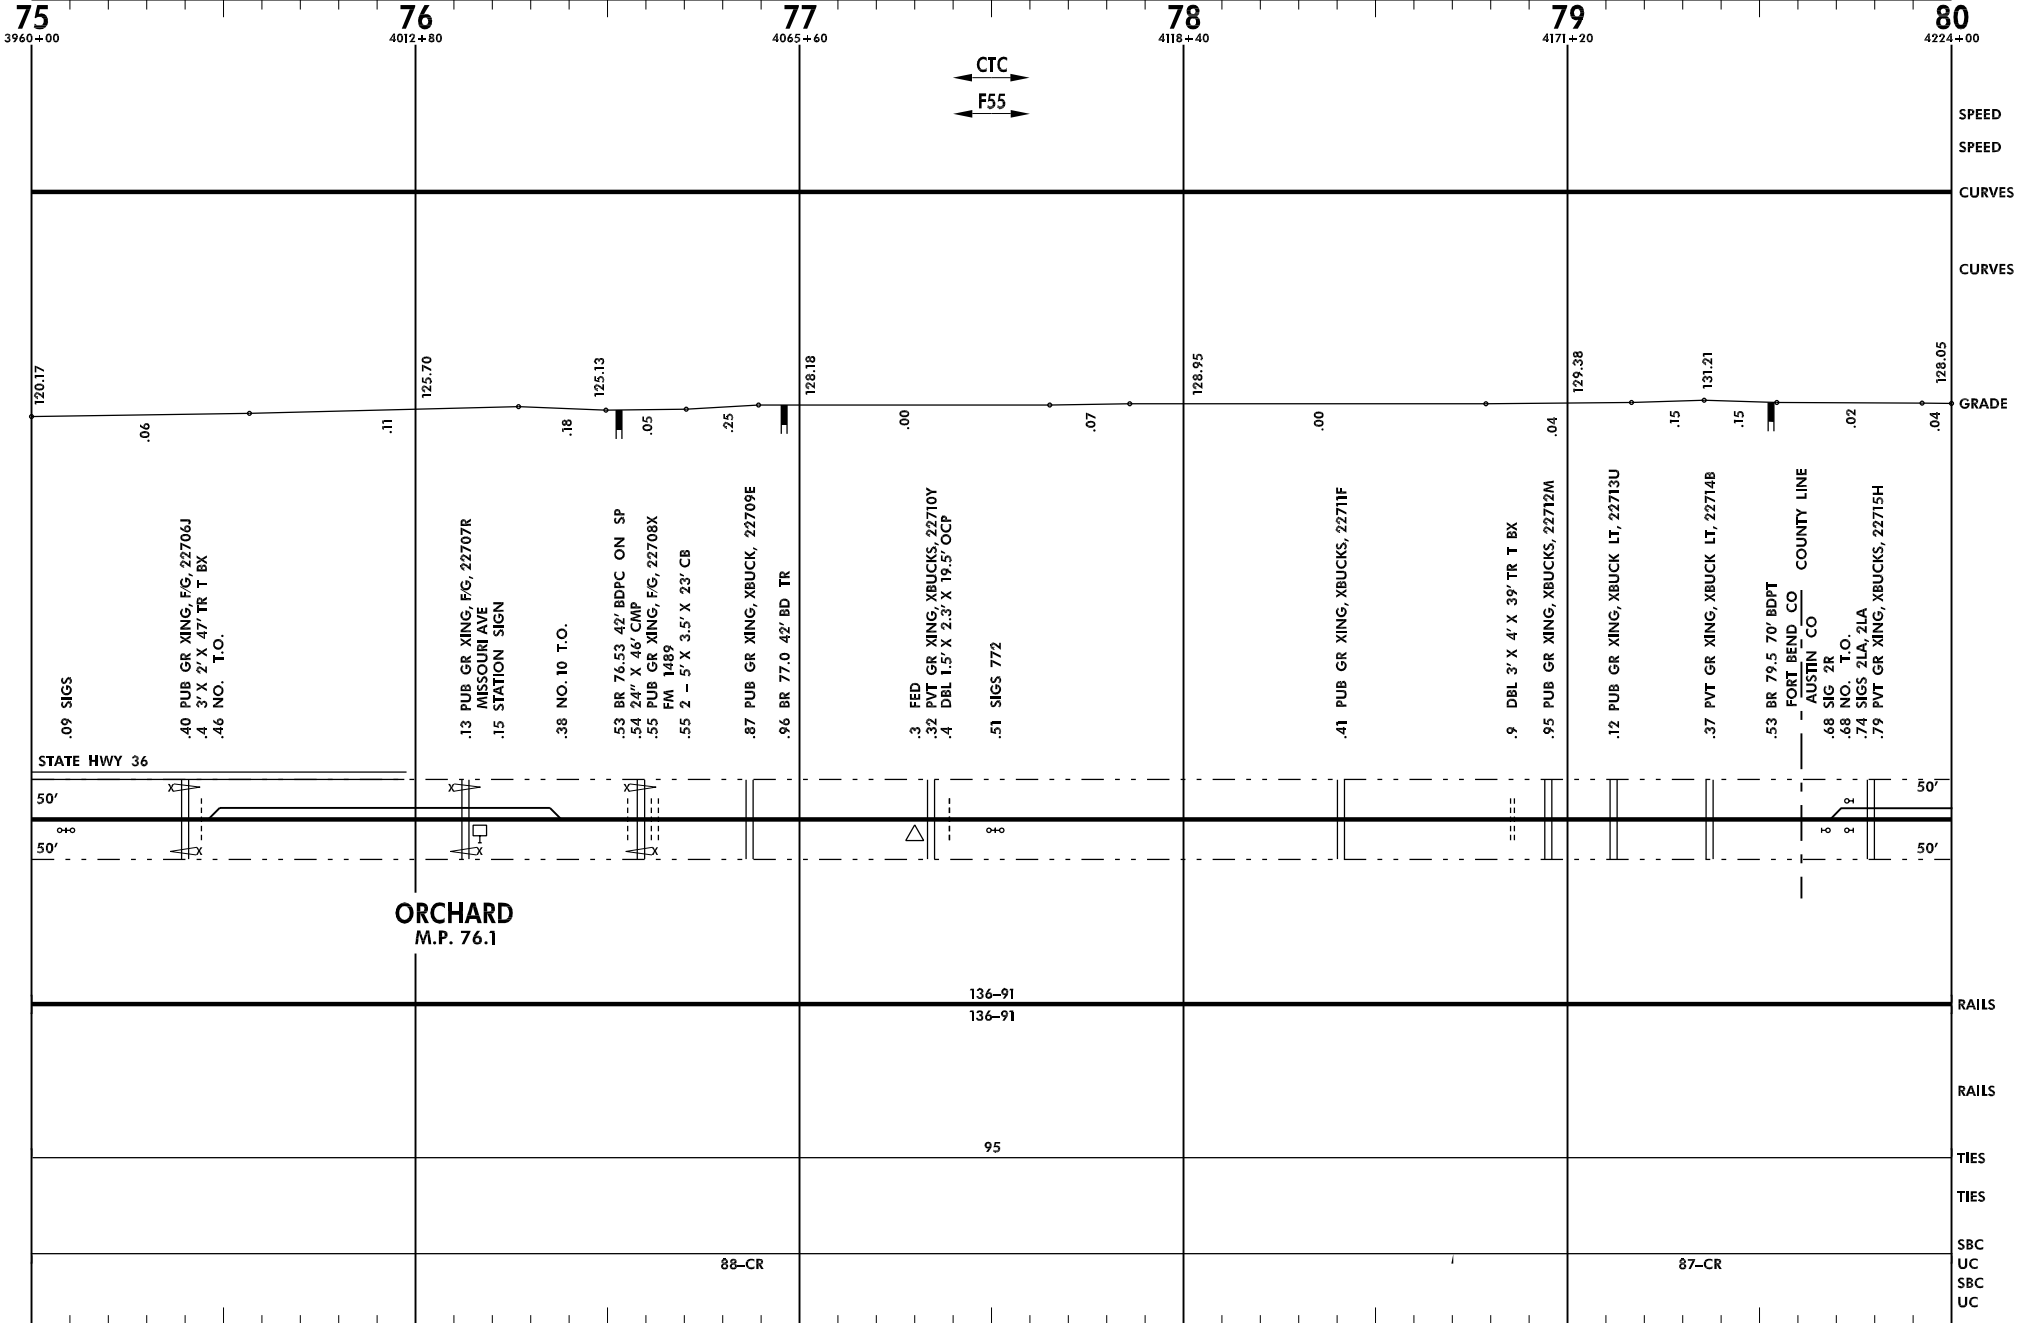 75 76 77 78 79 80
3960+00 4012+80 4065+60 4118+40 4171+20 4224+00
CTC
F55
SPEED
SPEED
CURVES
CURVES
120.17
125.70
125.13
128.18
128.95
129.38
131.21
128.05
GRADE
.06
.11
.18
.05
.25
.00
.07
.00
.04
.15
.15
.02
.04
.09 SIGS
.40 PUB GR XING, F/G, 22706J
.4 3' X 2' X 47' TR T BX
.46 NO. T.O.
.13 PUB GR XING, F/G, 22707R
MISSOURI AVE
.15 STATION SIGN
.38 NO. 10 T.O.
.53 BR 76.53 42' BDPC ON SP
.54 24" X 46' CMP
.55 PUB GR XING, F/G, 22708X
FM 1489
.55 2 – 5' X 3.5' X 23' CB
.87 PUB GR XING, XBUCK, 22709E
.96 BR 77.0 42' BD TR
.3 FED
.32 PVT GR XING, XBUCKS, 22710Y
.4 DBL 1.5' X 2.3' X 19.5' OCP
.51 SIGS 772
.41 PUB GR XING, XBUCKS, 22711F
.9 DBL 3' X 4' X 39' TR T BX
.95 PUB GR XING, XBUCKS, 22712M
.12 PUB GR XING, XBUCK LT, 22713U
.37 PVT GR XING, XBUCK LT, 22714B
.53 BR 79.5 70' BDPT
FORT BEND CO
COUNTY LINE
AUSTIN CO
.68 SIG 2R
.68 NO. T.O.
.74 SIGS 2LA, 2LA
.79 PVT GR XING, XBUCKS, 22715H
STATE HWY 36
X X X
50' 50'
50' 50'
X X X
ORCHARD
M.P. 76.1
136–91
RAILS
136–91
RAILS
95
TIES
TIES
SBC
88–CR 87–CR UC
SBC
UC